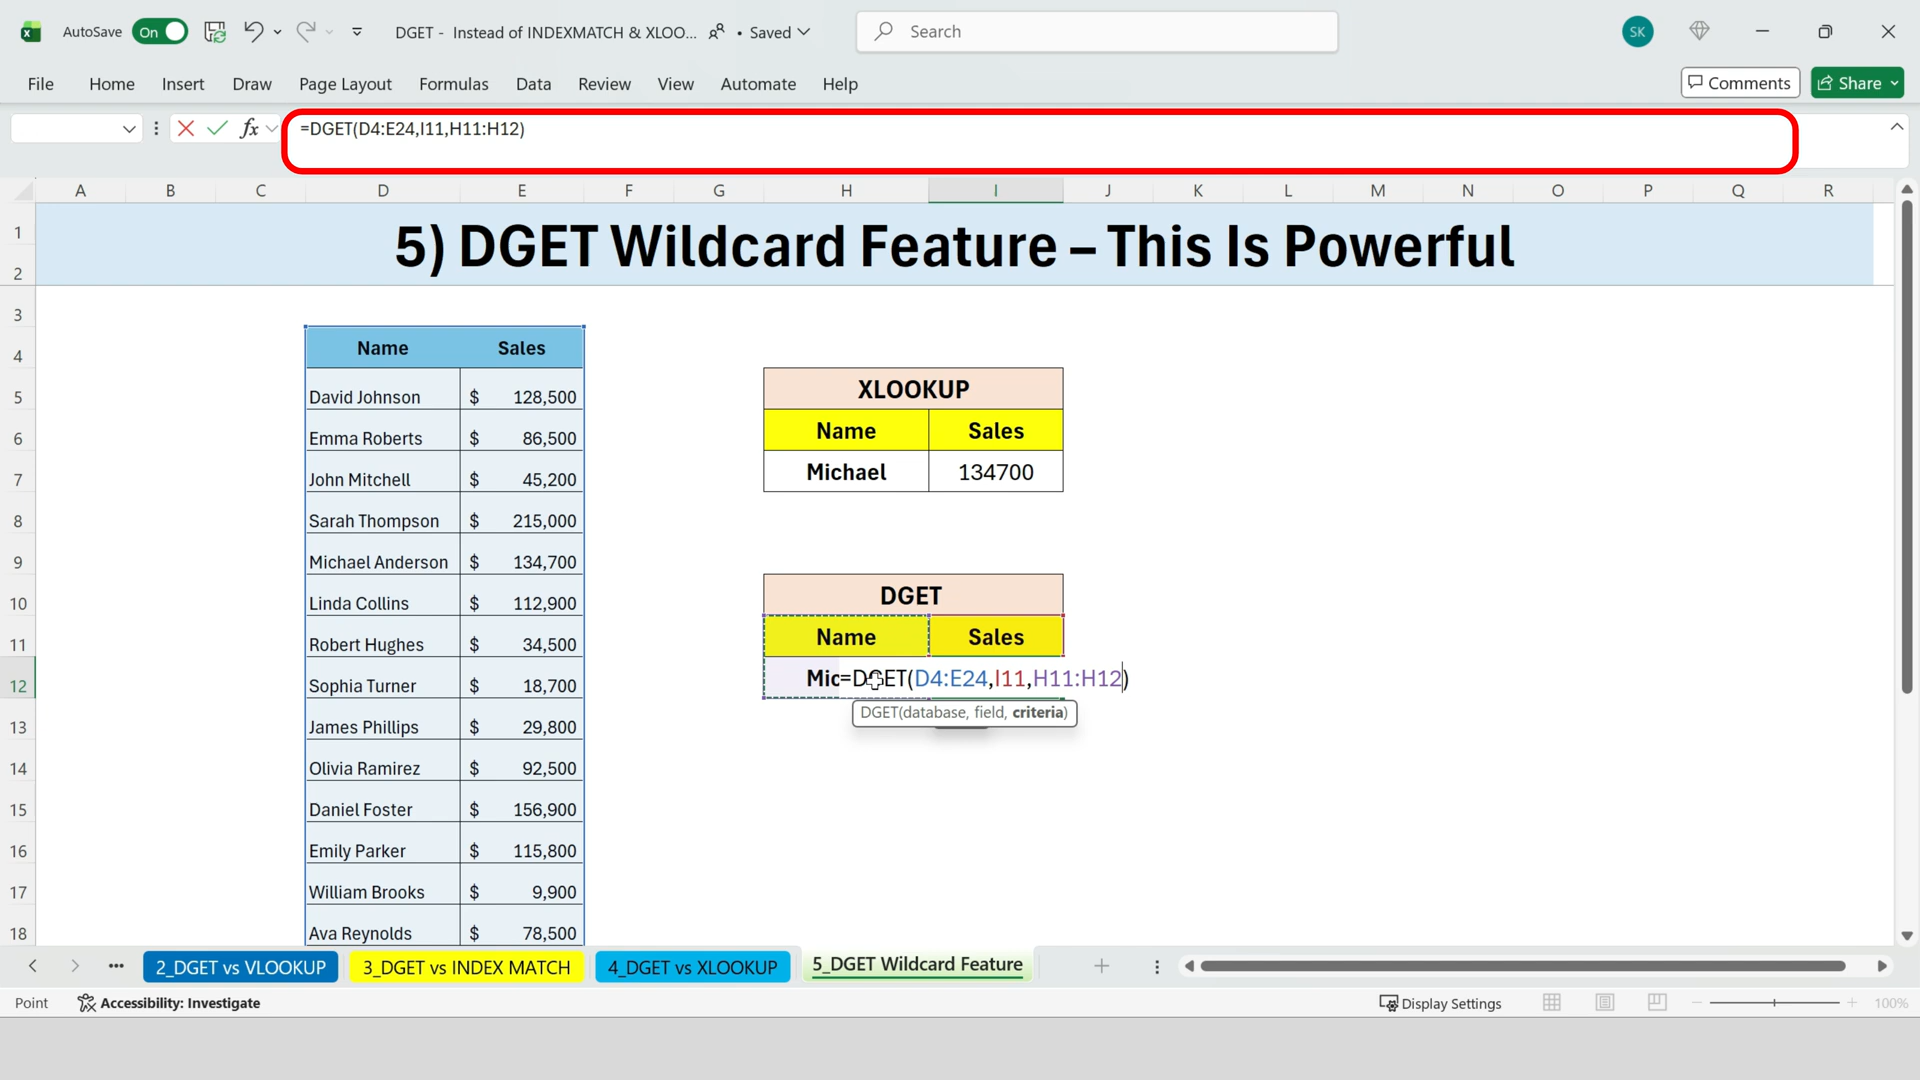 AutoSave On DGET - Instead of INDEXMATCH & XLOO... • Saved Search SK
File Home Insert Draw Page Layout Formulas Data Review View Automate Help Comments Share
fx =DGET(D4:E24,I11,H11:H12)
A B C D E F G H I J K L M N O P Q R
1
2
5) DGET Wildcard Feature – This Is Powerful
3
4 Name Sales
5 David Johnson $ 128,500 XLOOKUP
6 Emma Roberts $ 86,500 Name Sales
7 John Mitchell $ 45,200 Michael 134700
8 Sarah Thompson $ 215,000
9 Michael Anderson $ 134,700
10 Linda Collins $ 112,900 DGET
11 Robert Hughes $ 34,500 Name Sales
12 Sophia Turner $ 18,700 Mic=DGET(D4:E24,I11,H11:H12)
DGET(database, field, criteria)
13 James Phillips $ 29,800
14 Olivia Ramirez $ 92,500
15 Daniel Foster $ 156,900
16 Emily Parker $ 115,800
17 William Brooks $ 9,900
18 Ava Reynolds $ 78,500
2_DGET vs VLOOKUP 3_DGET vs INDEX MATCH 4_DGET vs XLOOKUP 5_DGET Wildcard Feature
Point Accessibility: Investigate Display Settings 100%